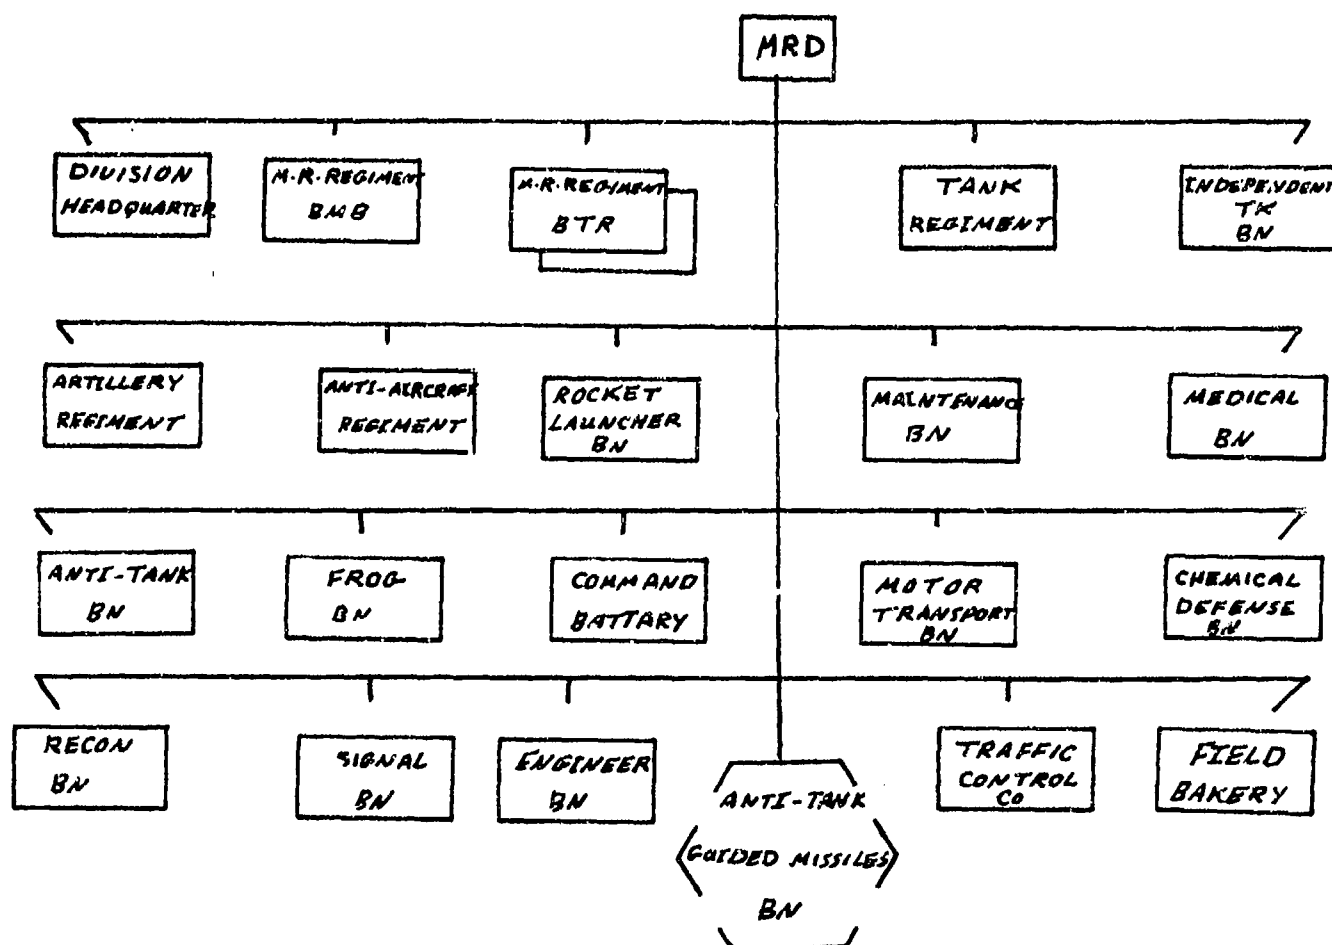 MRD
DIVISION
HEADQUARTER
M.R.REGIMENT
BMB
M.R.REGIMENT
BTR
TANK
REGIMENT
INDEPENDENT
TK
BN
ARTILLERY
REGIMENT
ANTI-AIRCRAFT
REGIMENT
ROCKET
LAUNCHER
BN
MAINTENANCE
BN
MEDICAL
BN
ANTI-TANK
BN
FROG
BN
COMMAND
BATTARY
MOTOR
TRANSPORT
BN
CHEMICAL
DEFENSE
BN
RECON
BN
SIGNAL
BN
ENGINEER
BN
ANTI-TANK
GUIDED MISSILES
BN
TRAFFIC
CONTROL
CO
FIELD
BAKERY